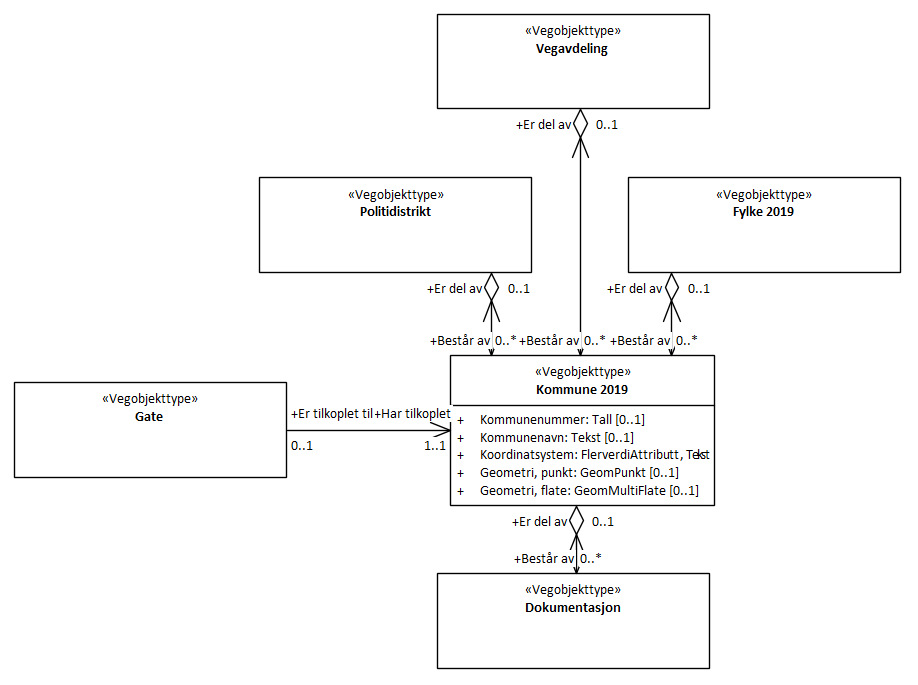 «Vegobjekttype»
Vegavdeling
+Er del av 0..1
«Vegobjekttype»
Politidistrikt
«Vegobjekttype»
Fylke 2019
+Er del av 0..1
+Er del av 0..1
+Består av 0..* +Består av 0..* +Består av 0..*
«Vegobjekttype»
Kommune 2019
«Vegobjekttype»
Gate
+Er tilkoplet til +Har tilkoplet
0..1 1..1
+ Kommunenummer: Tall [0..1]
+ Kommunenavn: Tekst [0..1]
+ Koordinatsystem: FlerverdiAttributt, Tekst
+ Geometri, punkt: GeomPunkt [0..1]
+ Geometri, flate: GeomMultiFlate [0..1]
+Er del av 0..1
+Består av 0..*
«Vegobjekttype»
Dokumentasjon